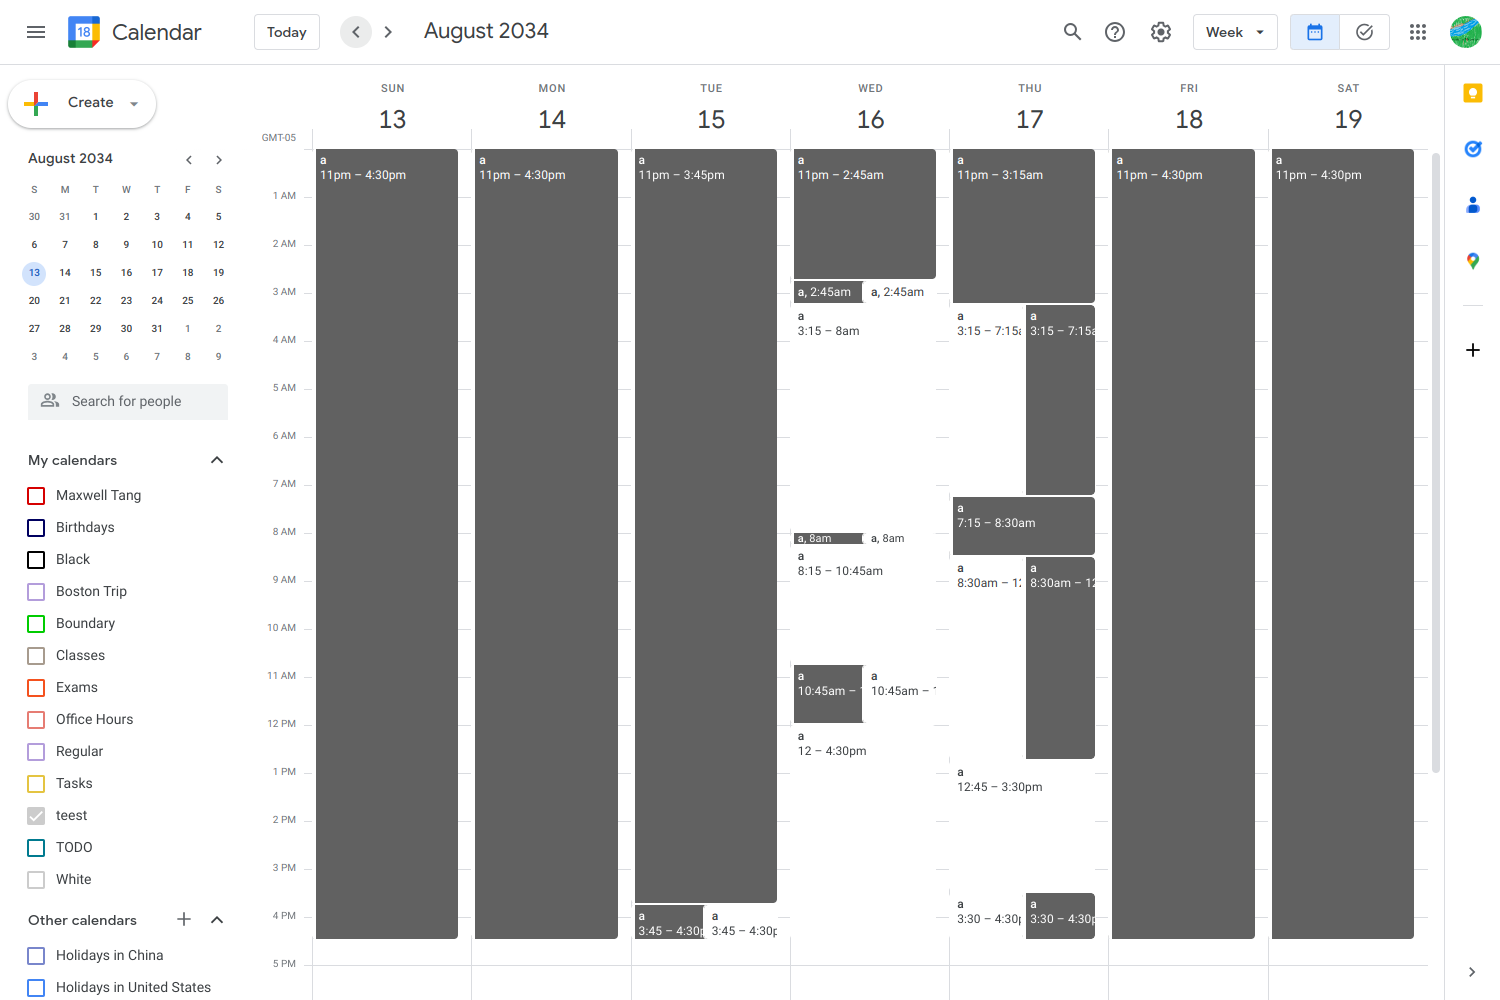 18 Calendar
Today
August 2034
Week
Create
August 2034
S M T W T F S
30 31 1 2 3 4 5
6 7 8 9 10 11 12
13 14 15 16 17 18 19
20 21 22 23 24 25 26
27 28 29 30 31 1 2
3 4 5 6 7 8 9
Search for people
My calendars
Maxwell Tang
Birthdays
Black
Boston Trip
Boundary
Classes
Exams
Office Hours
Regular
Tasks
teest
TODO
White
Other calendars
Holidays in China
Holidays in United States
SUN MON TUE WED THU FRI SAT
13 14 15 16 17 18 19
GMT-05
1 AM
2 AM
3 AM
4 AM
5 AM
6 AM
7 AM
8 AM
9 AM
10 AM
11 AM
12 PM
1 PM
2 PM
3 PM
4 PM
5 PM
a
11pm – 4:30pm
a
11pm – 4:30pm
a
11pm – 3:45pm
a
3:45 – 4:30p
a
3:45 – 4:30p
a
11pm – 2:45am
a, 2:45am
a, 2:45am
a
3:15 – 8am
a, 8am
a, 8am
a
8:15 – 10:45am
a
10:45am –
a
10:45am –
a
12 – 4:30pm
a
11pm – 3:15am
a
3:15 – 7:15a
a
3:15 – 7:15a
a
7:15 – 8:30am
a
8:30am – 12
a
8:30am – 12
a
12:45 – 3:30pm
a
3:30 – 4:30p
a
3:30 – 4:30p
a
11pm – 4:30pm
a
11pm – 4:30pm